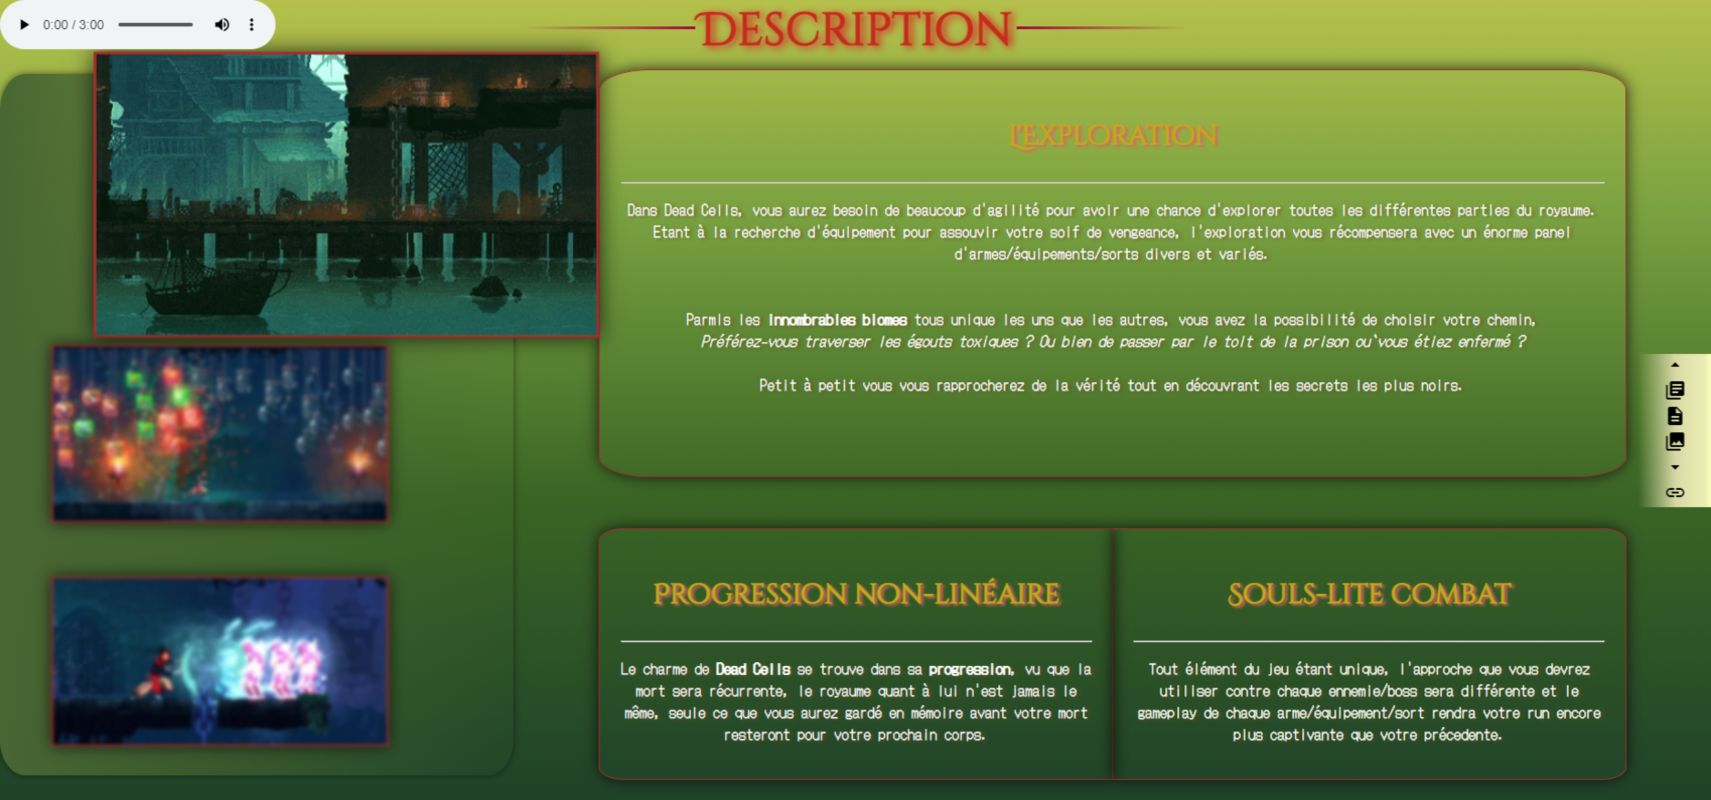 0:00 / 3:00
DESCRIPTION
L'EXPLORATION
Dans Dead Cells, vous aurez besoin de beaucoup d'agilité pour avoir une chance d'explorer toutes les différentes parties du royaume.
Etant à la recherche d'équipement pour assouvir votre soif de vengeance, l'exploration vous récompensera avec un énorme panel
d'armes/équipements/sorts divers et variés.
Parmis les innombrables biomes tous unique les uns que les autres, vous avez la possibilité de choisir votre chemin,
Préférez-vous traverser les égouts toxiques ? Ou bien de passer par le toit de la prison ou`vous étiez enfermé ?
Petit à petit vous vous rapprocherez de la vérité tout en découvrant les secrets les plus noirs.
PROGRESSION NON-LINÉAIRE
Le charme de Dead Cells se trouve dans sa progression, vu que la
mort sera récurrente, le royaume quant à lui n'est jamais le
même, seule ce que vous aurez gardé en mémoire avant votre mort
resteront pour votre prochain corps.
SOULS-LITE COMBAT
Tout élément du jeu étant unique, l'approche que vous devrez
utiliser contre chaque ennemie/boss sera différente et le
gameplay de chaque arme/équipement/sort rendra votre run encore
plus captivante que votre précedente.